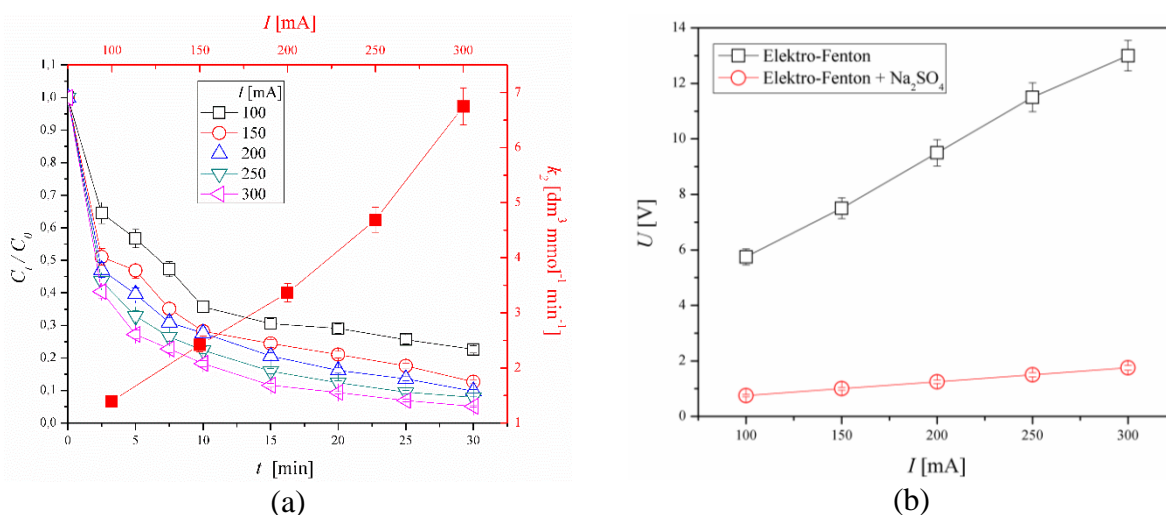 I [mA]
100 150 200 250 300
1,1
1,0
0,9
0,8
0,7
0,6
0,5
0,4
0,3
0,2
0,1
0,0
C_t / C_0
I [mA]
100
150
200
250
300
7
6
5
4
3
2
1
k_2 [dm^3 mmol^-1 min^-1]
0 5 10 15 20 25 30
t [min]
(a)
14
12
10
8
6
4
2
0
U [V]
Elektro-Fenton
Elektro-Fenton + Na₂SO₄
100 150 200 250 300
I [mA]
(b)